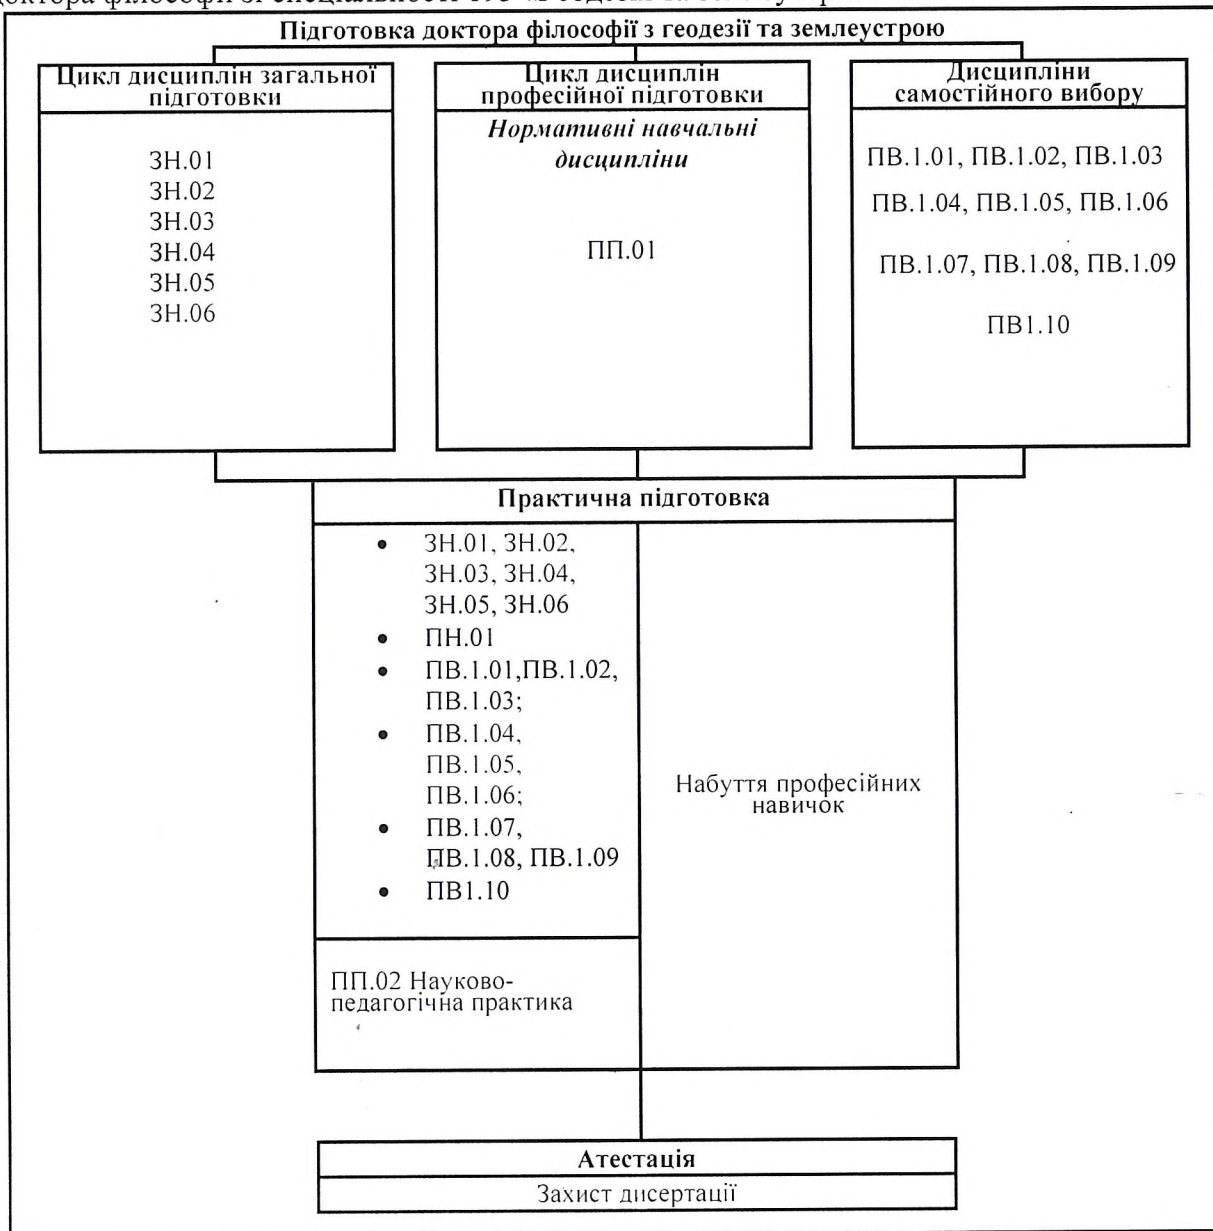 доктора філософії зі спеціальності 193
Підготовка доктора філософії з геодезії та землеустрою
Цикл дисциплін загальної
підготовки
ЗН.01
ЗН.02
ЗН.03
ЗН.04
ЗН.05
ЗН.06
Цикл дисциплін
професійної підготовки
Нормативні навчальні
дисципліни
ПП.01
Дисципліни
самостійного вибору
ПВ.1.01, ПВ.1.02, ПВ.1.03
ПВ.1.04, ПВ.1.05, ПВ.1.06
ПВ.1.07, ПВ.1.08, ПВ.1.09
ПВ1.10
Практична підготовка
• ЗН.01, ЗН.02,
ЗН.03, ЗН.04,
ЗН.05, ЗН.06
• ПН.01
• ПВ.1.01,ПВ.1.02,
ПВ.1.03;
• ПВ.1.04,
ПВ.1.05,
ПВ.1.06;
• ПВ.1.07,
ПВ.1.08, ПВ.1.09
• ПВ1.10
ПП.02 Науково-
педагогічна практика
Набуття професійних
навичок
Атестація
Захист дисертації